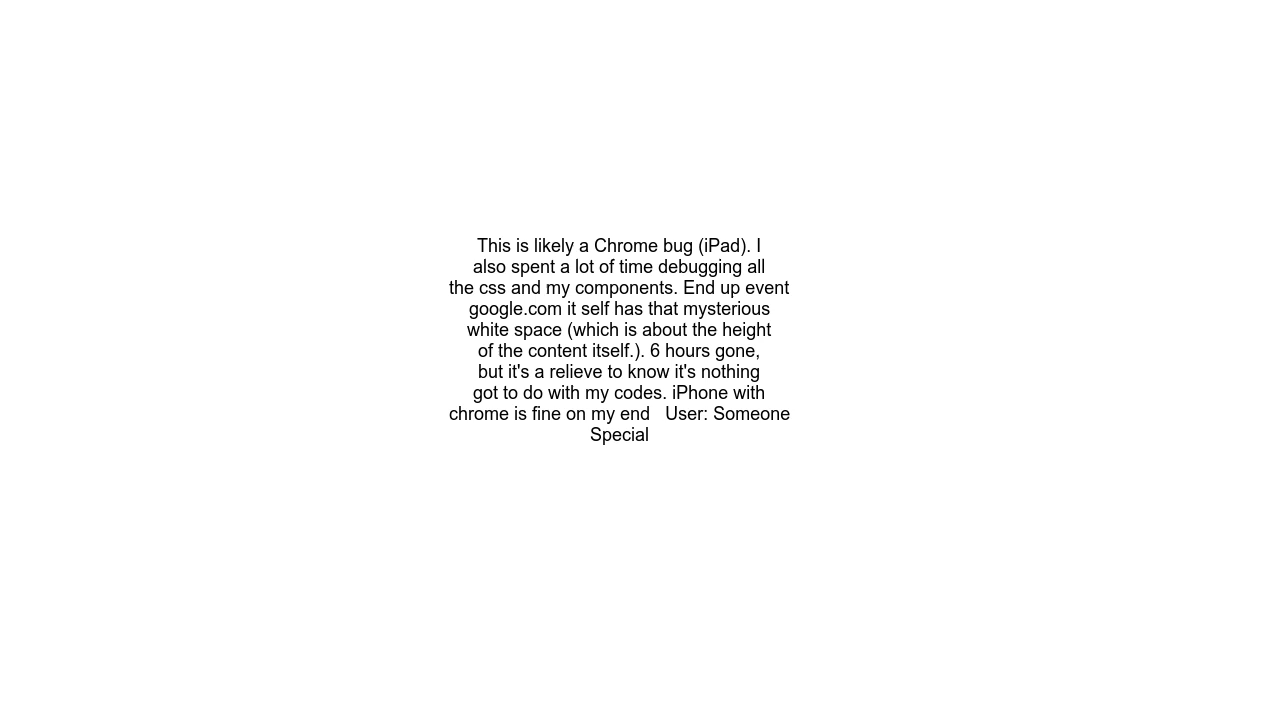 This is likely a Chrome bug (iPad). I
also spent a lot of time debugging all
the css and my components. End up event
google.com it self has that mysterious
white space (which is about the height
of the content itself.). 6 hours gone,
but it's a relieve to know it's nothing
got to do with my codes. iPhone with
chrome is fine on my end   User: Someone
Special